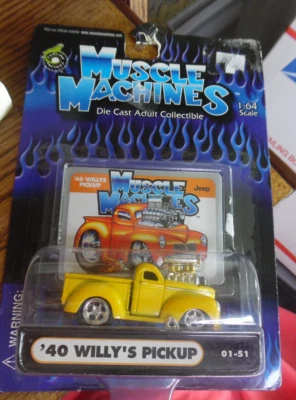 MUSCLE
MACHINES
1:64
Scale
Die Cast Adult Collectible
'40 WILLY'S
PICKUP
MUSCLE
MACHINES
Jeep
WARNING:
'40 WILLY'S PICKUP
01-51